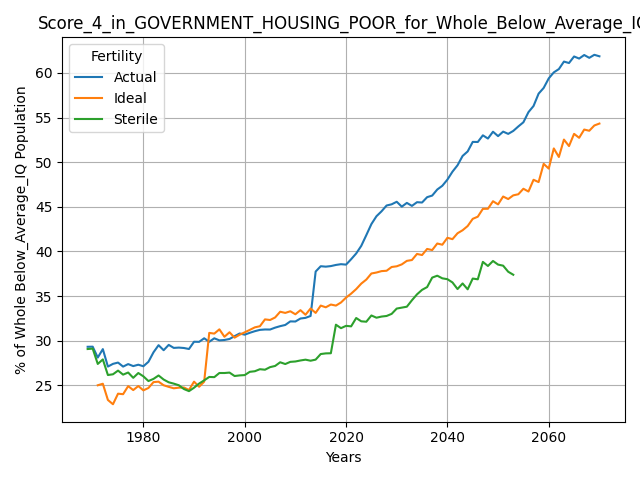 Score_4_in_GOVERNMENT_HOUSING_POOR_for_Whole_Below_Average_IQ
Fertility
Actual
Ideal
Sterile
% of Whole Below_Average_IQ Population
60
55
50
45
40
35
30
25
1980 2000 2020 2040 2060
Years